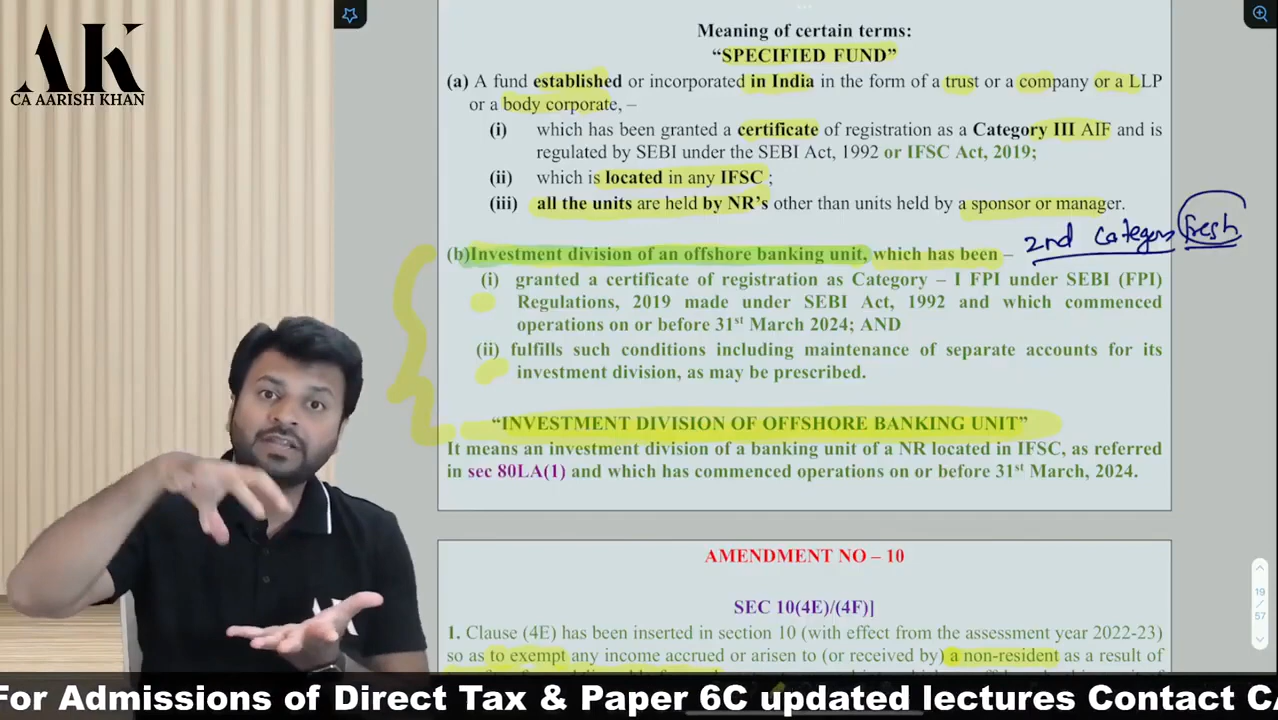 AK
CA AARISH KHAN
Meaning of certain terms:
“SPECIFIED FUND”
(a) A fund established or incorporated in India in the form of a trust or a company or a LLP
or a body corporate, –
(i) which has been granted a certificate of registration as a Category III AIF and is
regulated by SEBI under the SEBI Act, 1992 or IFSC Act, 2019;
(ii) which is located in any IFSC ;
(iii) all the units are held by NR’s other than units held by a sponsor or manager.
2nd category fresh
(b)Investment division of an offshore banking unit, which has been –
(i) granted a certificate of registration as Category – I FPI under SEBI (FPI)
Regulations, 2019 made under SEBI Act, 1992 and which commenced
operations on or before 31st March 2024; AND
(ii) fulfills such conditions including maintenance of separate accounts for its
investment division, as may be prescribed.
“INVESTMENT DIVISION OF OFFSHORE BANKING UNIT”
It means an investment division of a banking unit of a NR located in IFSC, as referred
in sec 80LA(1) and which has commenced operations on or before 31st March, 2024.
AMENDMENT NO – 10
SEC 10(4E)/(4F)]
1. Clause (4E) has been inserted in section 10 (with effect from the assessment year 2022-23)
so as to exempt any income accrued or arisen to (or received by) a non-resident as a result of
19
/
57
For Admissions of Direct Tax & Paper 6C updated lectures Contact CA